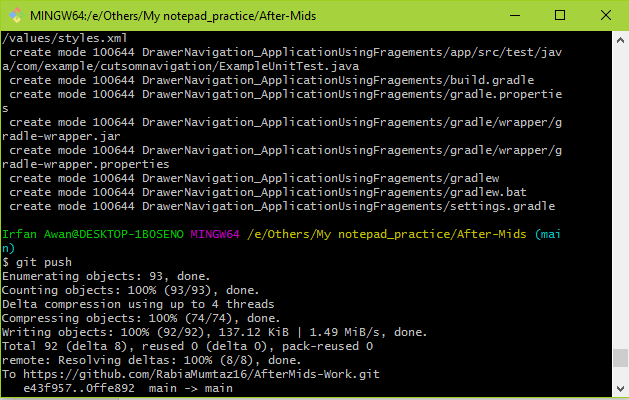 MINGW64:/e/Others/My notepad_practice/After-Mids
/values/styles.xml
 create mode 100644 DrawerNavigation_ApplicationUsingFragements/app/src/test/jav
a/com/example/cutsomnavigation/ExampleUnitTest.java
 create mode 100644 DrawerNavigation_ApplicationUsingFragements/build.gradle
 create mode 100644 DrawerNavigation_ApplicationUsingFragements/gradle.propertie
s
 create mode 100644 DrawerNavigation_ApplicationUsingFragements/gradle/wrapper/g
radle-wrapper.jar
 create mode 100644 DrawerNavigation_ApplicationUsingFragements/gradle/wrapper/g
radle-wrapper.properties
 create mode 100644 DrawerNavigation_ApplicationUsingFragements/gradlew
 create mode 100644 DrawerNavigation_ApplicationUsingFragements/gradlew.bat
 create mode 100644 DrawerNavigation_ApplicationUsingFragements/settings.gradle
Irfan Awan@DESKTOP-1BOSENO MINGW64 /e/Others/My notepad_practice/After-Mids (mai
n)
$ git push
Enumerating objects: 93, done.
Counting objects: 100% (93/93), done.
Delta compression using up to 4 threads
Compressing objects: 100% (74/74), done.
Writing objects: 100% (92/92), 137.12 KiB | 1.49 MiB/s, done.
Total 92 (delta 8), reused 0 (delta 0), pack-reused 0
remote: Resolving deltas: 100% (8/8), done.
To https://github.com/RabiaMumtaz16/AfterMids-Work.git
   e43f957..0ffe892  main -> main